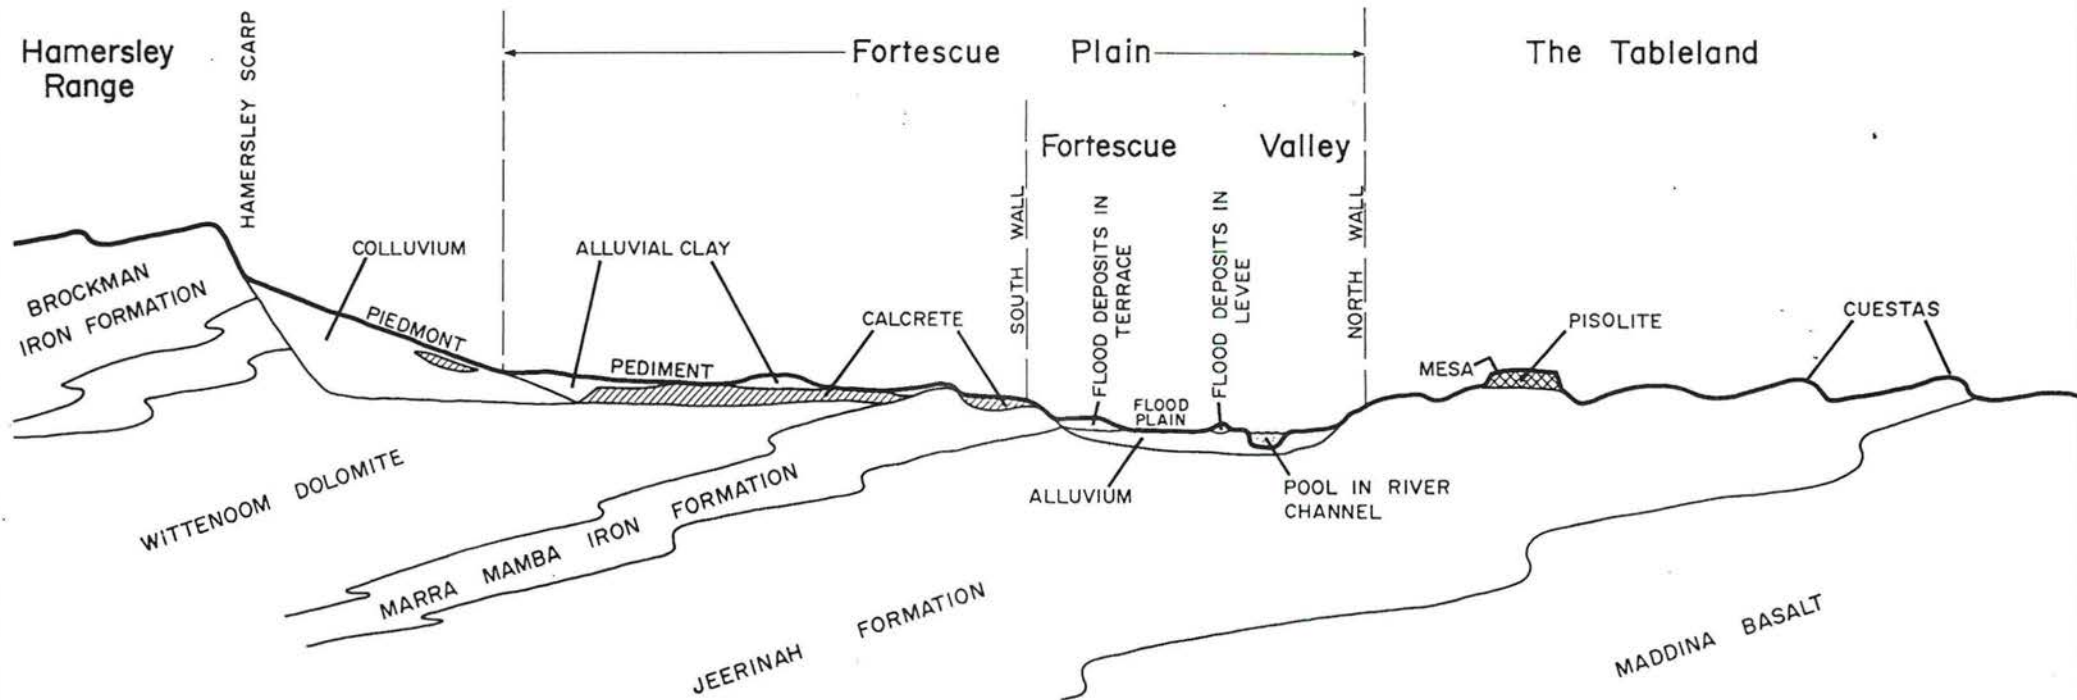 Hamersley
Range
HAMERSLEY SCARP
Fortescue Plain
The Tableland
Fortescue Valley
SOUTH WALL
FLOOD DEPOSITS IN
TERRACE
FLOOD DEPOSITS IN
LEVEE
NORTH WALL
COLLUVIUM
ALLUVIAL CLAY
BROCKMAN
IRON FORMATION
PIEDMONT
PEDIMENT
CALCRETE
FLOOD
PLAIN
MESA
PISOLITE
CUESTAS
WITTENOOM DOLOMITE
MARRA MAMBA IRON FORMATION
ALLUVIUM
POOL IN RIVER
CHANNEL
JEERINAH FORMATION
MADDINA BASALT